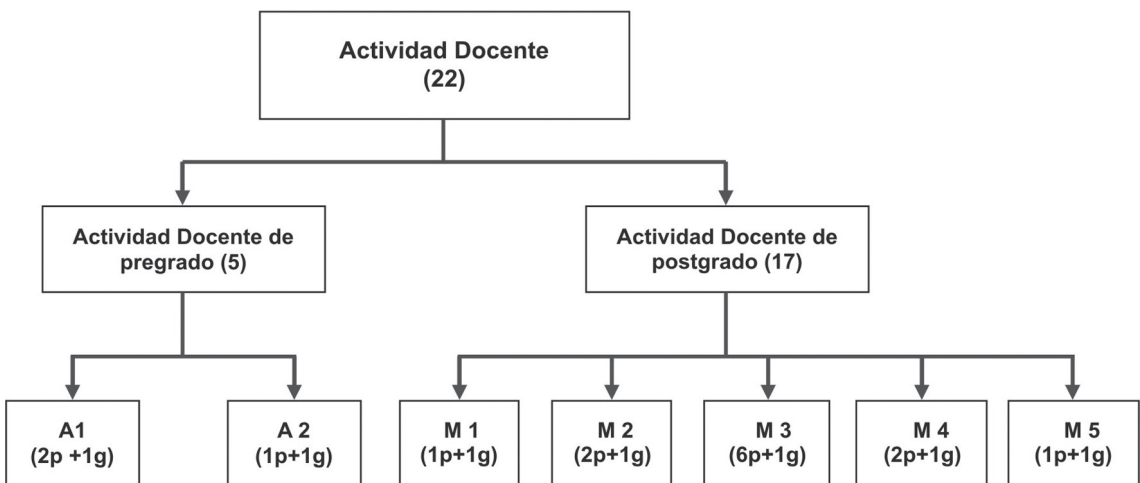 Actividad Docente
(22)
Actividad Docente de
pregrado (5)
Actividad Docente de
postgrado (17)
A1
(2p +1g)
A 2
(1p+1g)
M 1
(1p+1g)
M 2
(2p+1g)
M 3
(6p+1g)
M 4
(2p+1g)
M 5
(1p+1g)